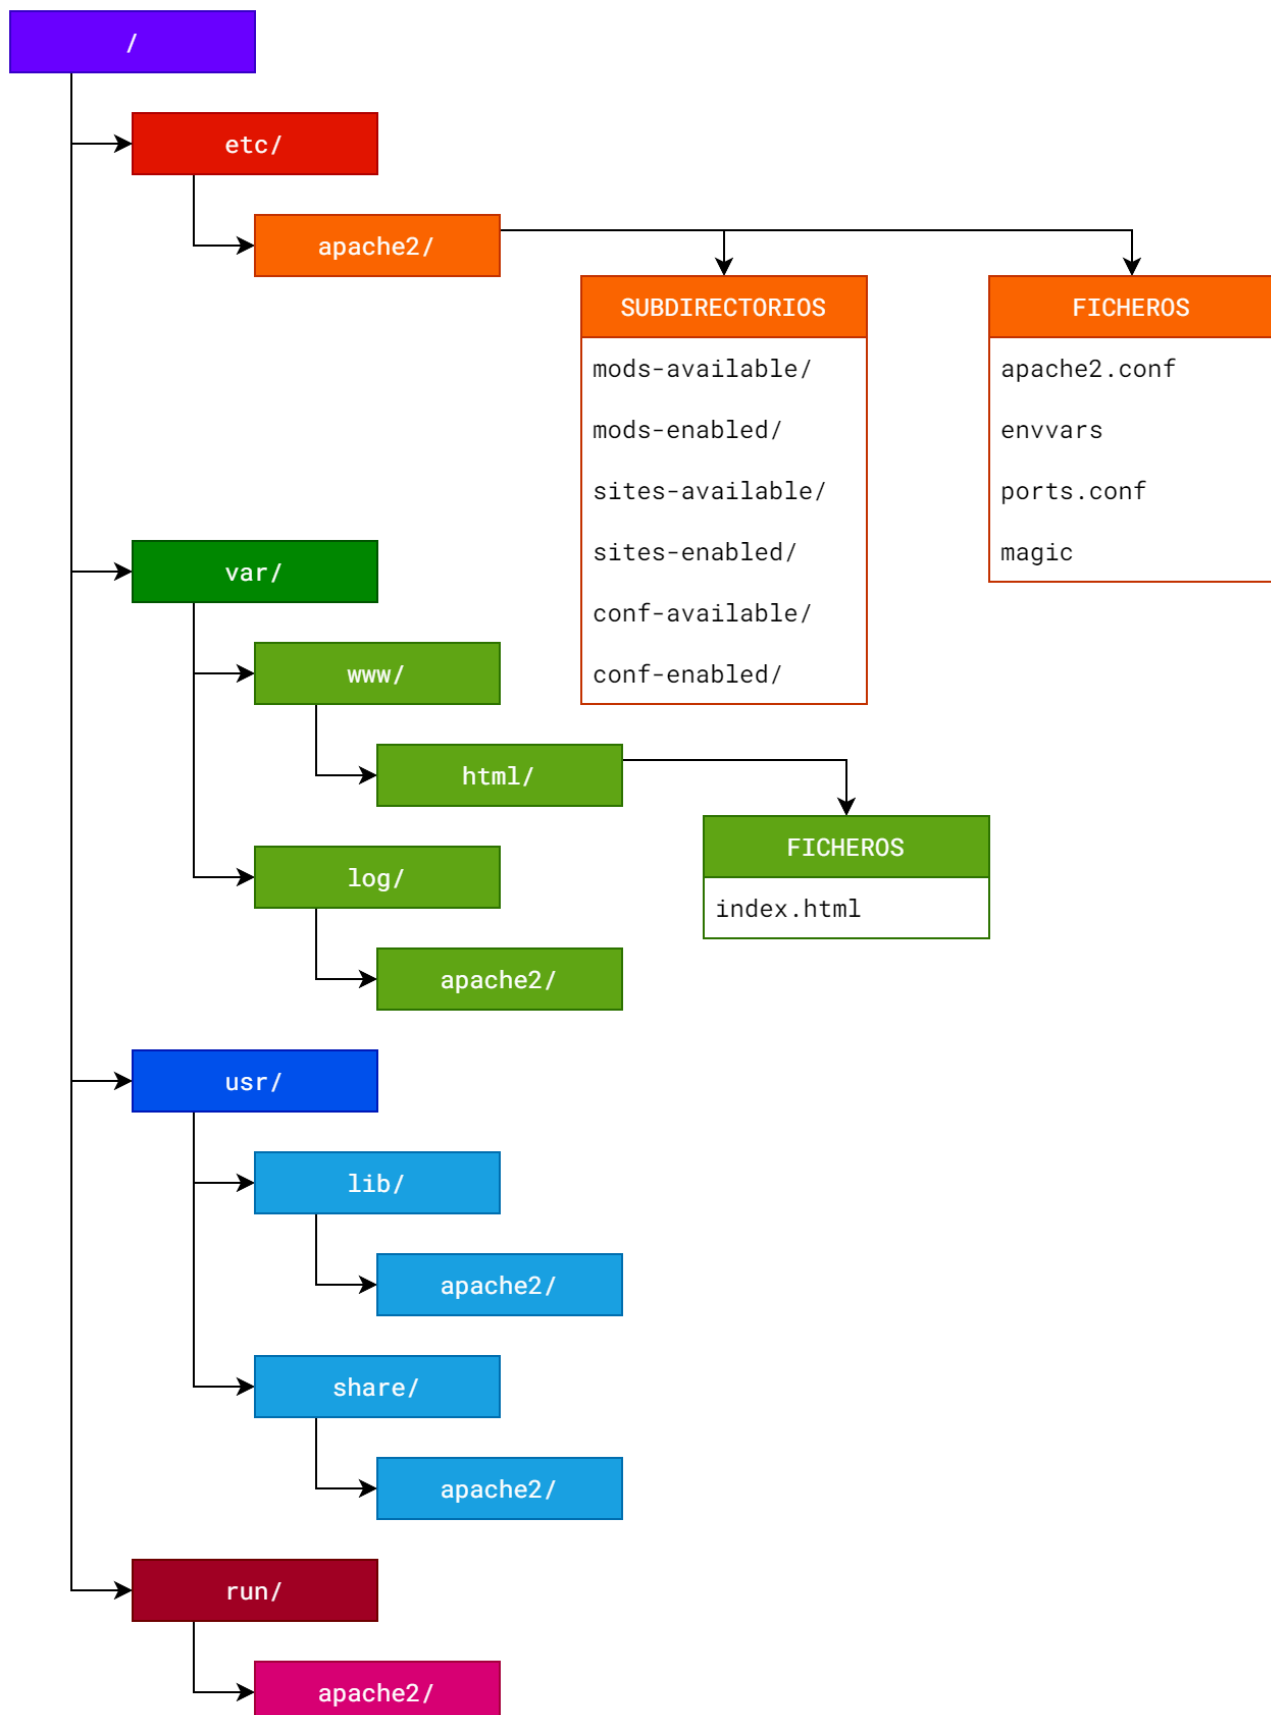 /
etc/
apache2/
SUBDIRECTORIOS
mods-available/
mods-enabled/
sites-available/
sites-enabled/
conf-available/
conf-enabled/
FICHEROS
apache2.conf
envvars
ports.conf
magic
var/
www/
html/
FICHEROS
index.html
log/
apache2/
usr/
lib/
apache2/
share/
apache2/
run/
apache2/